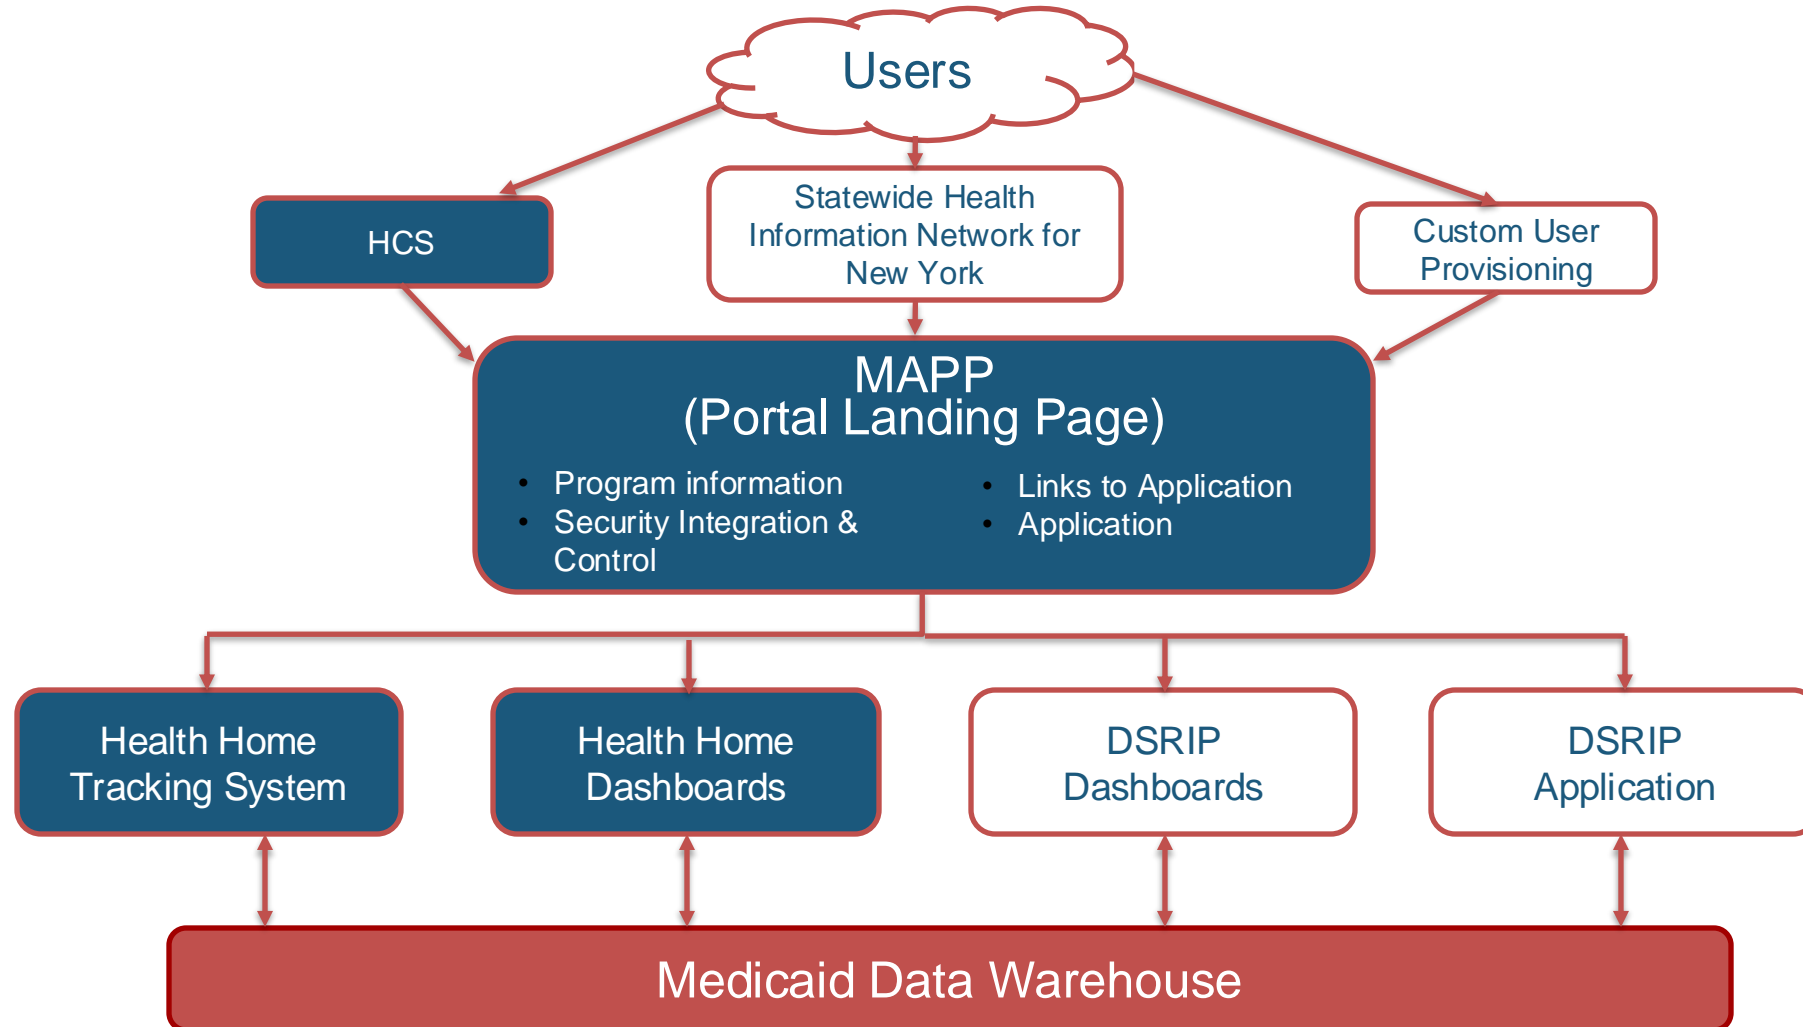 Users
HCS
Statewide Health
Information Network for
New York
Custom User
Provisioning
MAPP
(Portal Landing Page)
• Program information
• Security Integration &
Control
• Links to Application
• Application
Health Home
Tracking System
Health Home
Dashboards
DSRIP
Dashboards
DSRIP
Application
Medicaid Data Warehouse